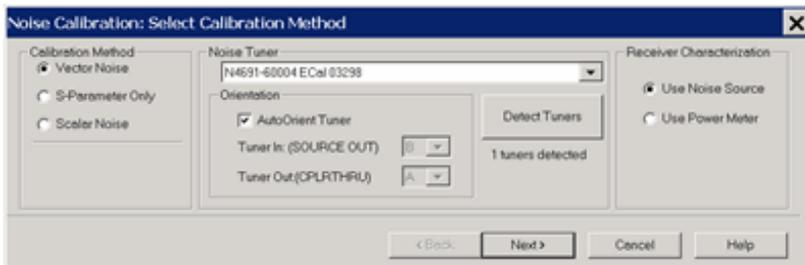 Noise Calibration: Select Calibration Method
Calibration Method
Vector Noise
S-Parameter Only
Scalar Noise
Noise Tuner
N4691-60004 ECal 03298
Orientation
AutoOrient Tuner
Tuner In: (SOURCE OUT)
B
Tuner Out:(CPLRTHRU)
A
Detect Tuners
1 tuners detected
Receiver Characterization
Use Noise Source
Use Power Meter
< Back
Next >
Cancel
Help